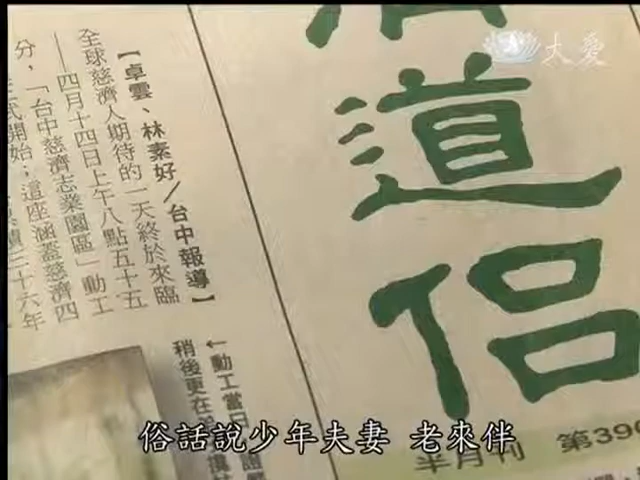 大愛
道侶
半月刊 第390
【卓雲、林素好/台中報導】
全球慈濟人期待的一天終於來臨
——四月十四日上午八點五十五
分,「台中慈濟志業園區」動工
開始;這座涵蓋慈濟四
三十六年
←動工當日
稍後更在
俗話說少年夫妻 老來伴